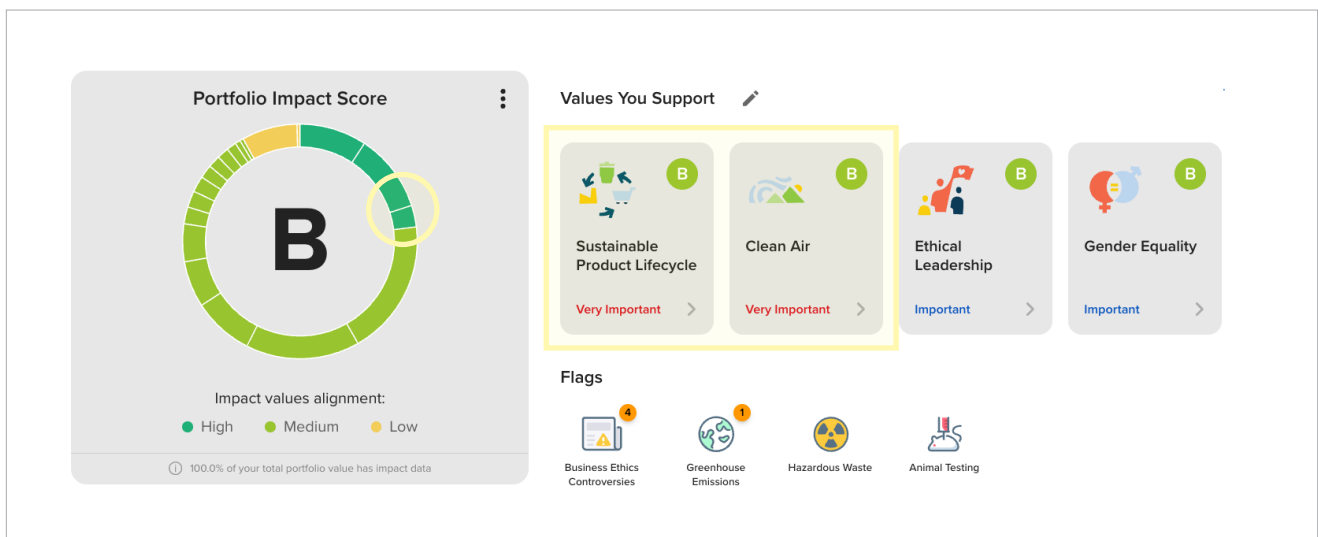 Portfolio Impact Score
B
Impact values alignment:
High Medium Low
100.0% of your total portfolio value has impact data
Values You Support
B
Sustainable
Product Lifecycle
Very Important
B
Clean Air
Very Important
B
Ethical
Leadership
Important
B
Gender Equality
Important
Flags
4
Business Ethics
Controversies
1
Greenhouse
Emissions
Hazardous Waste
Animal Testing